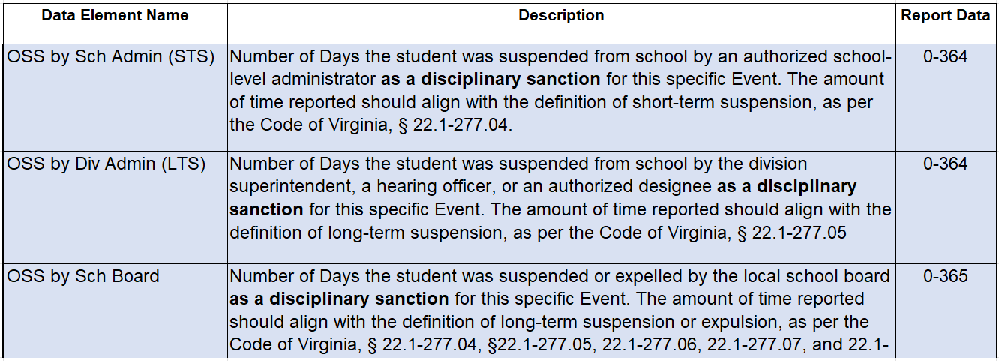 Data Element Name Description Report Data
OSS by Sch Admin (STS) Number of Days the student was suspended from school by an authorized school- 0-364
level administrator as a disciplinary sanction for this specific Event. The amount
of time reported should align with the definition of short-term suspension, as per
the Code of Virginia, § 22.1-277.04.
OSS by Div Admin (LTS) Number of Days the student was suspended from school by the division 0-364
superintendent, a hearing officer, or an authorized designee as a disciplinary
sanction for this specific Event. The amount of time reported should align with the
definition of long-term suspension, as per the Code of Virginia, § 22.1-277.05
OSS by Sch Board Number of Days the student was suspended or expelled by the local school board 0-365
as a disciplinary sanction for this specific Event. The amount of time reported
should align with the definition of long-term suspension or expulsion, as per the
Code of Virginia, § 22.1-277.04, §22.1-277.05, 22.1-277.06, 22.1-277.07, and 22.1-